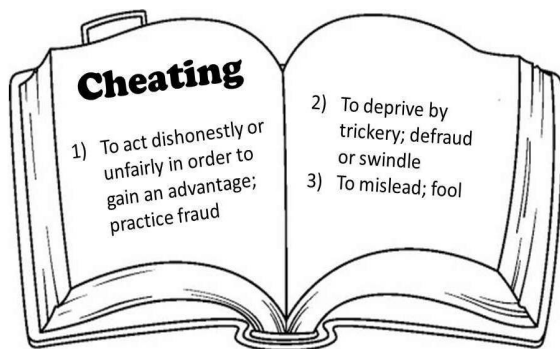 Cheating
1) To act dishonestly or
unfairly in order to
gain an advantage;
practice fraud
2) To deprive by
trickery; defraud
or swindle
3) To mislead; fool